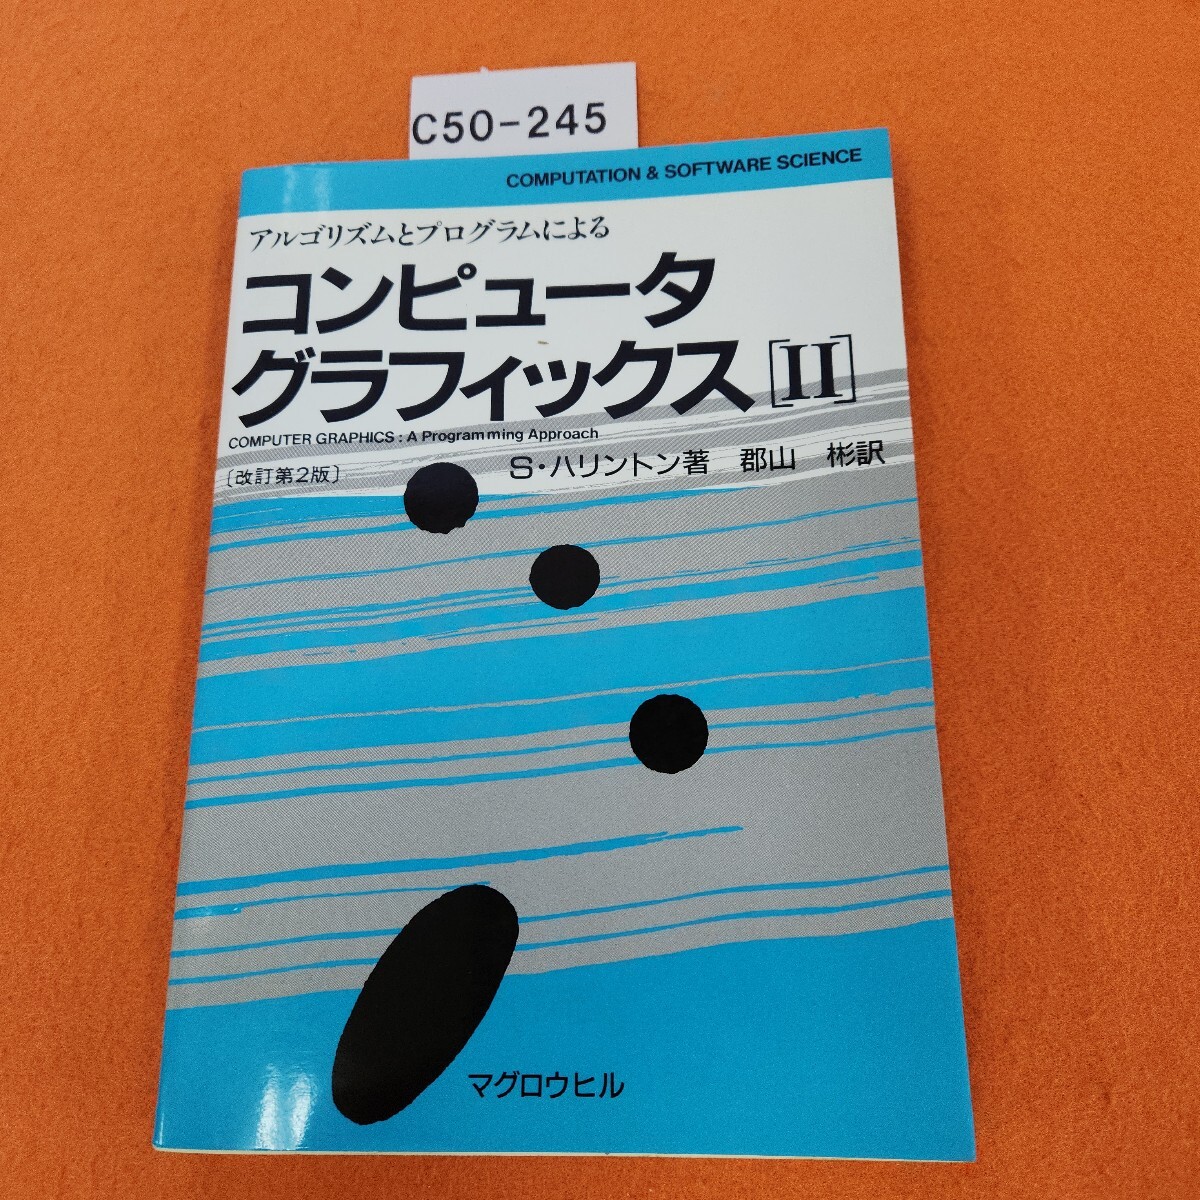 C50-245
COMPUTATION & SOFTWARE SCIENCE
アルゴリズムとプログラムによる
コンピュータ
グラフィックス[II]
COMPUTER GRAPHICS : A Programming Approach
〔改訂第2版〕
S・ハリントン著 郡山 彬訳
マグロウヒル